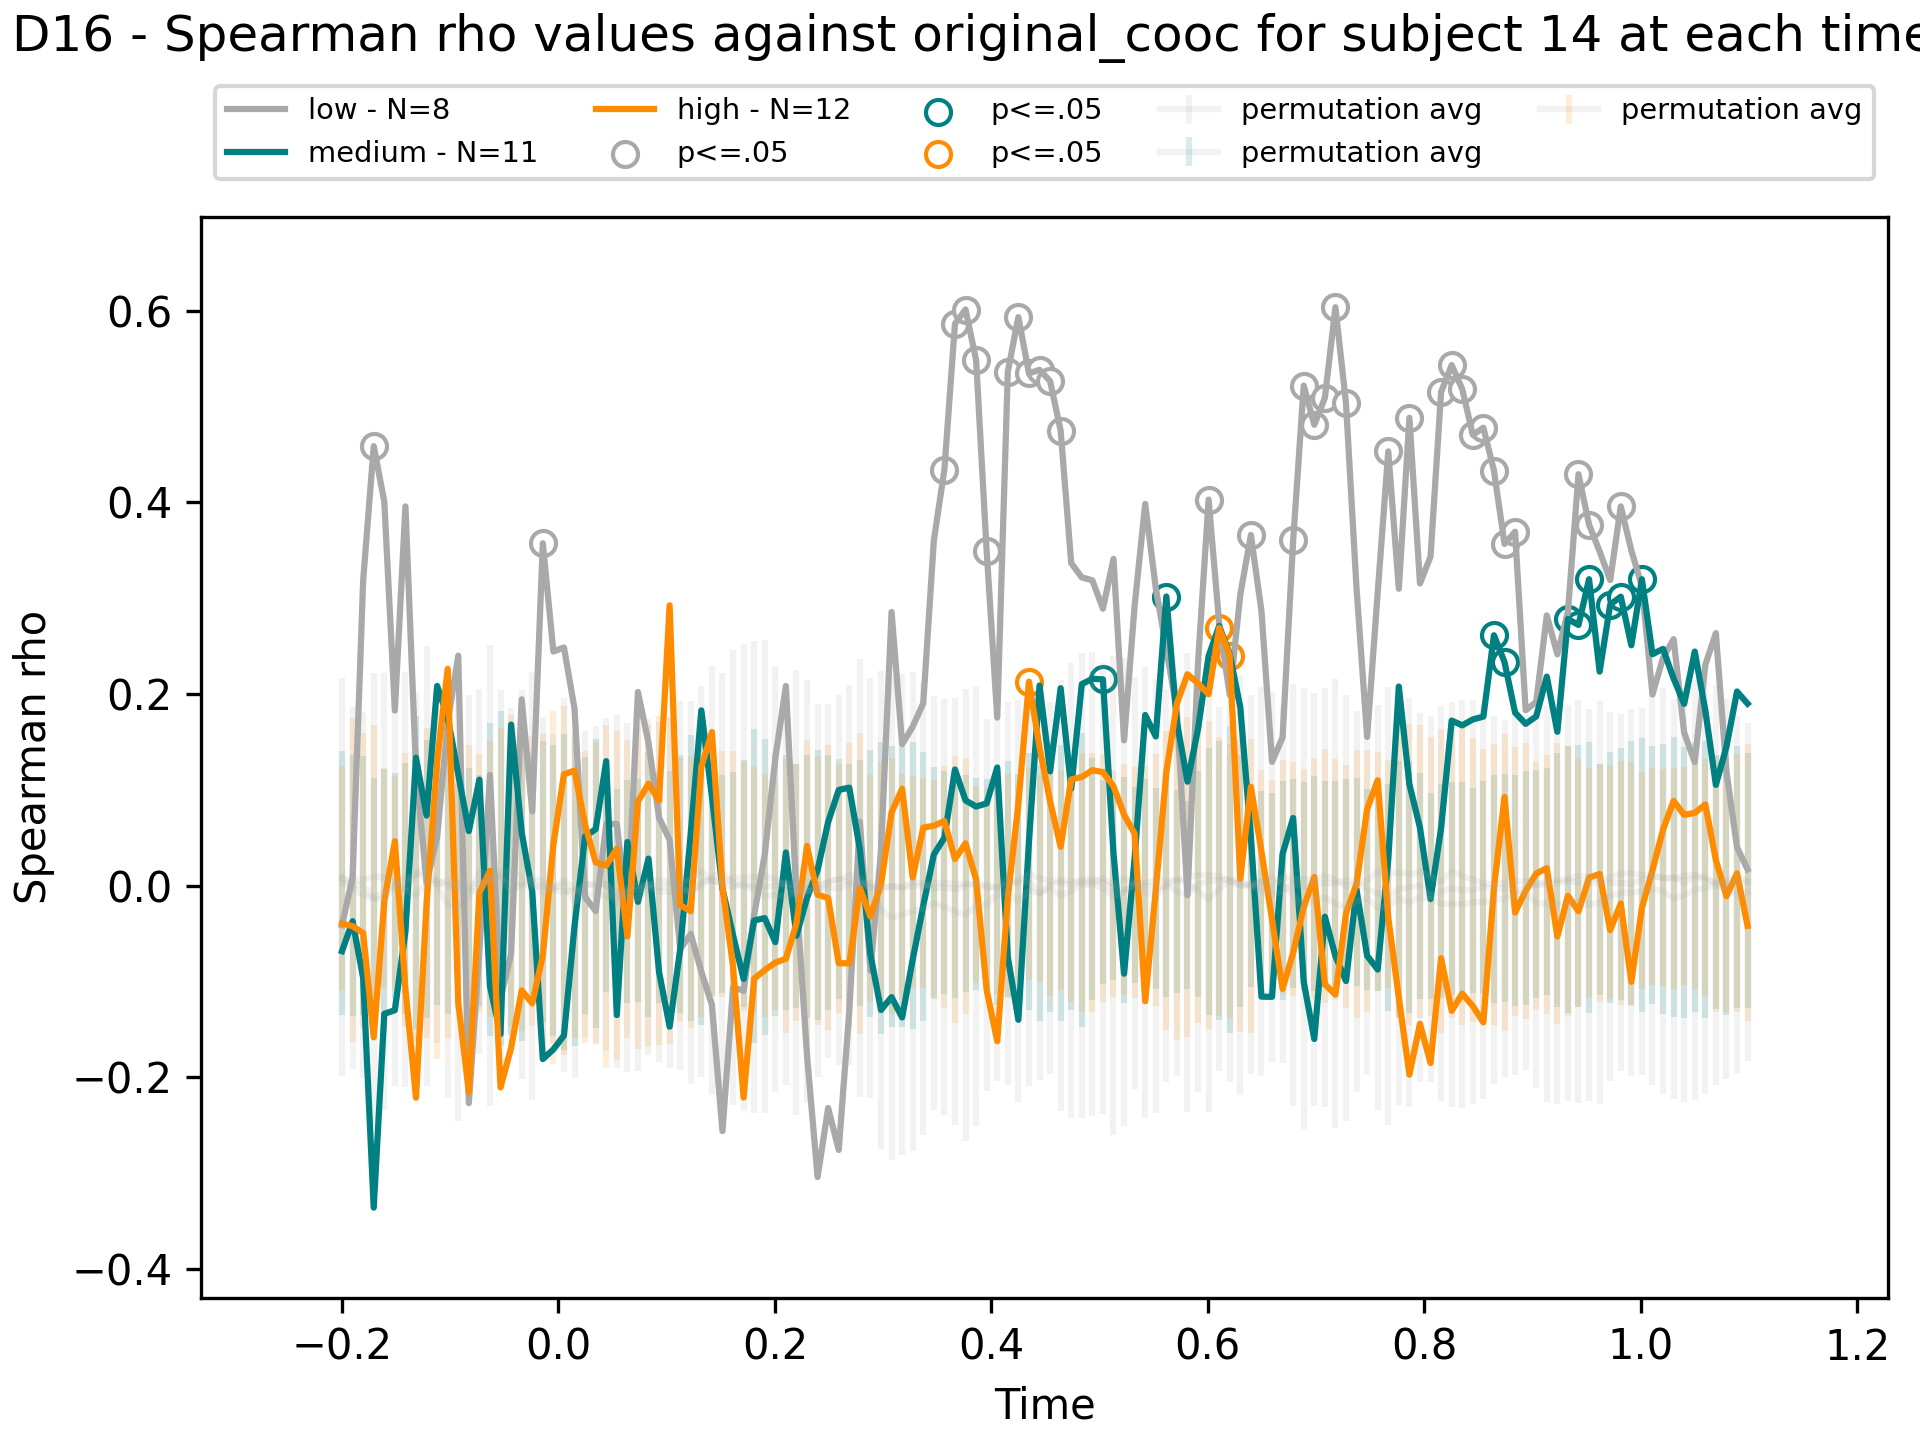 D16 - Spearman rho values against original_cooc for subject 14 at each time
low - N=8 high - N=12 p<=.05 permutation avg permutation avg
medium - N=11 p<=.05 p<=.05 permutation avg
Spearman rho
0.6
0.4
0.2
0.0
−0.2
−0.4
−0.2 0.0 0.2 0.4 0.6 0.8 1.0 1.2
Time